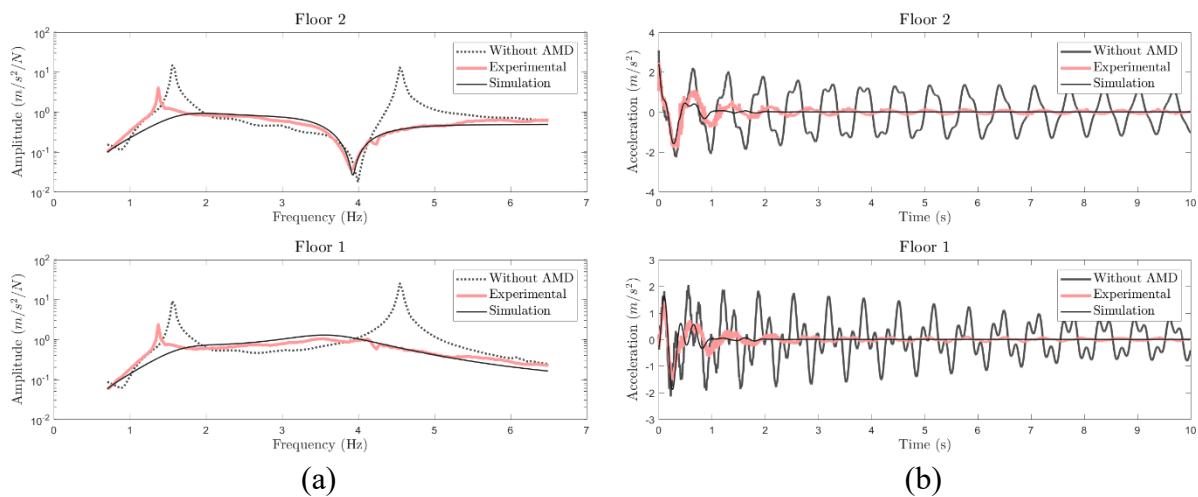 Floor 2
Amplitude (m/s²/N)
10²
10¹
10⁰
10⁻¹
10⁻²
Without AMD
Experimental
Simulation
0 1 2 3 4 5 6 7
Frequency (Hz)
Floor 1
Amplitude (m/s²/N)
10²
10¹
10⁰
10⁻¹
10⁻²
Without AMD
Experimental
Simulation
0 1 2 3 4 5 6 7
Frequency (Hz)
(a)
Floor 2
Acceleration (m/s²)
4
2
0
-2
-4
Without AMD
Experimental
Simulation
0 1 2 3 4 5 6 7 8 9 10
Time (s)
Floor 1
Acceleration (m/s²)
3
2
1
0
-1
-2
-3
Without AMD
Experimental
Simulation
0 1 2 3 4 5 6 7 8 9 10
Time (s)
(b)